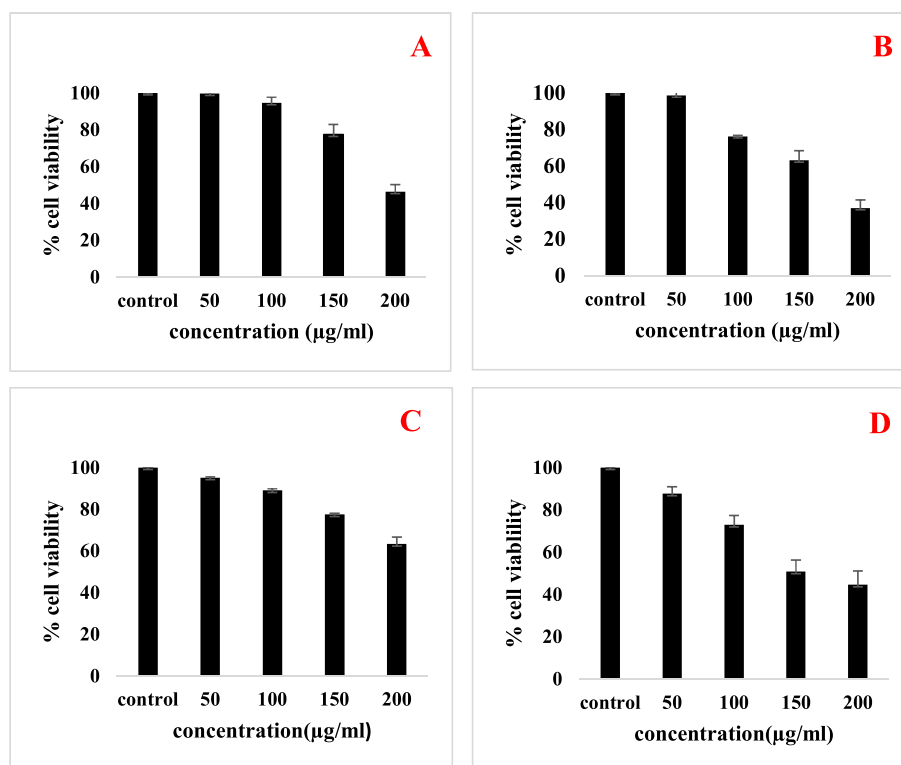 A
100
80
60
40
20
0
% cell viability
control 50 100 150 200
concentration (µg/ml)
B
100
80
60
40
20
0
% cell viability
control 50 100 150 200
concentration (µg/ml)
C
100
80
60
40
20
0
% cell viability
control 50 100 150 200
concentration(µg/ml)
D
100
80
60
40
20
0
% cell viablility
control 50 100 150 200
concentration(µg/ml)